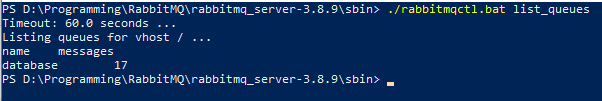 PS D:\Programming\RabbitMQ\rabbitmq_server-3.8.9\sbin> ./rabbitmqctl.bat list_queues
Timeout: 60.0 seconds ...
Listing queues for vhost / ...
name    messages
database        17
PS D:\Programming\RabbitMQ\rabbitmq_server-3.8.9\sbin>